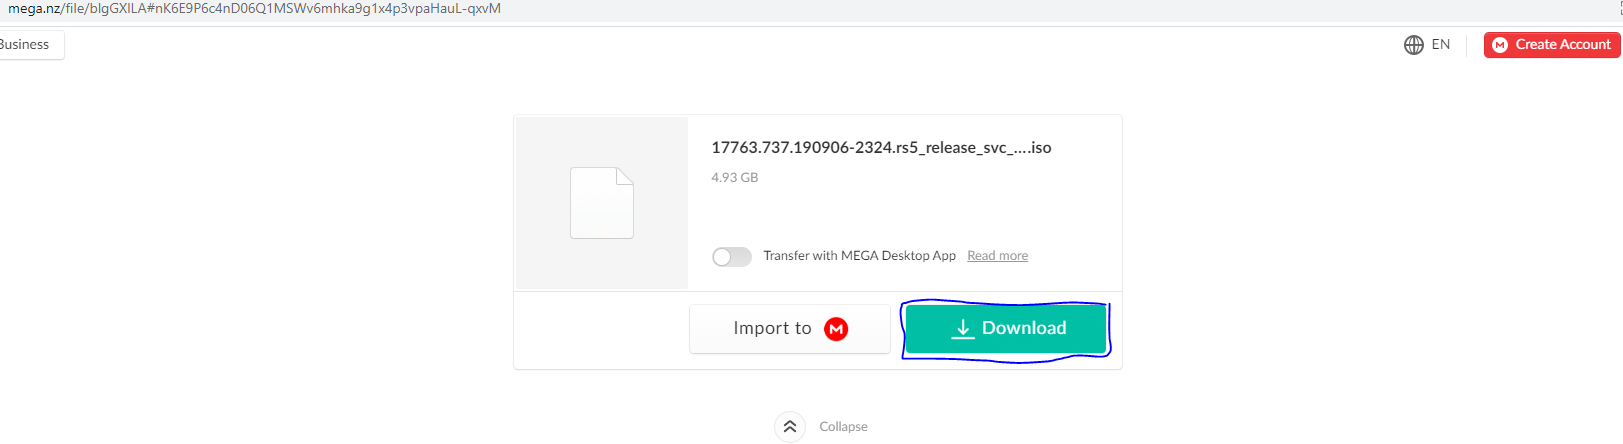 mega.nz/file/bIgGXILA#nK6E9P6c4nD06Q1MSWv6mhka9g1x4p3vpaHauL-qxvM
Business
EN
Create Account
17763.737.190906-2324.rs5_release_svc_....iso
4.93 GB
Transfer with MEGA Desktop App Read more
Import to M
Download
Collapse